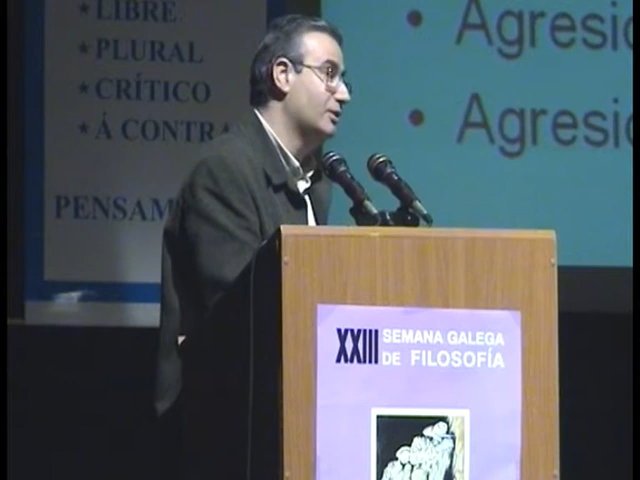 *LIBRE
*PLURAL
*CRÍTICO
*Á CONTRA
PENSAM
• Agresio
• Agresio
XXIII SEMANA GALEGA
DE FILOSOFÍA